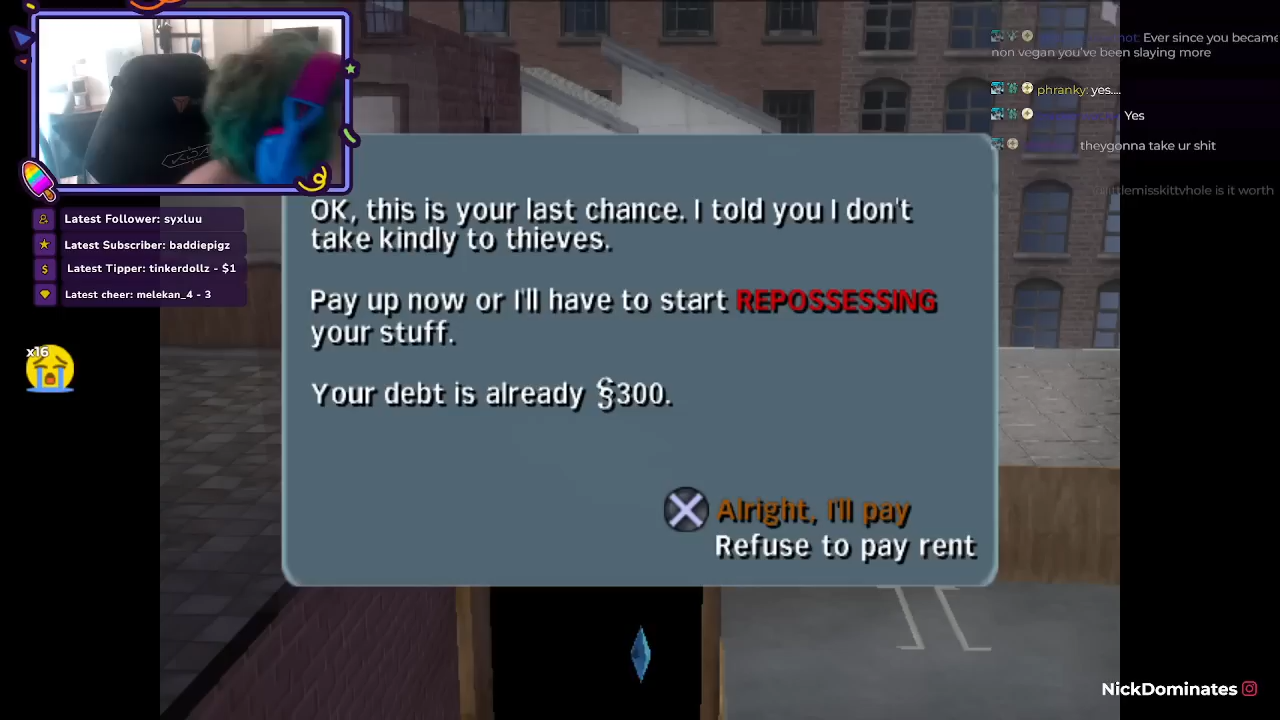 not: Ever since you became
non vegan you've been slaying more
phranky: yes....
Yes
theygonna take ur shit
littlemisskittyhole is it worth
Latest Follower: syxluu
Latest Subscriber: baddiepigz
Latest Tipper: tinkerdollz - $1
Latest cheer: melekan_4 - 3
x16
OK, this is your last chance. I told you I don't
take kindly to thieves.
Pay up now or I'll have to start REPOSSESSING
your stuff.
Your debt is already §300.
Alright, I'll pay
Refuse to pay rent
NickDominates